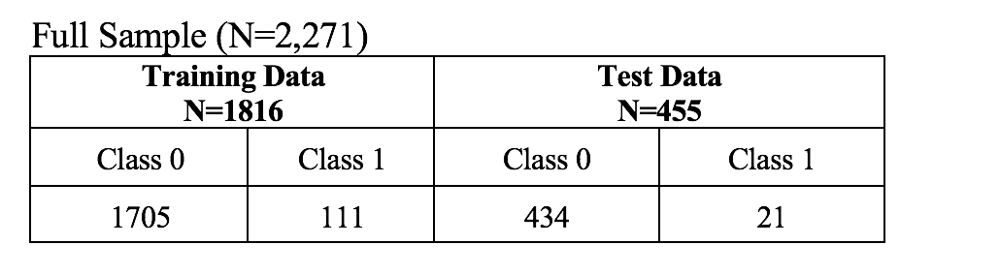 Full Sample (N=2,271)
Training Data
N=1816
Test Data
N=455
Class 0
Class 1
Class 0
Class 1
1705
111
434
21